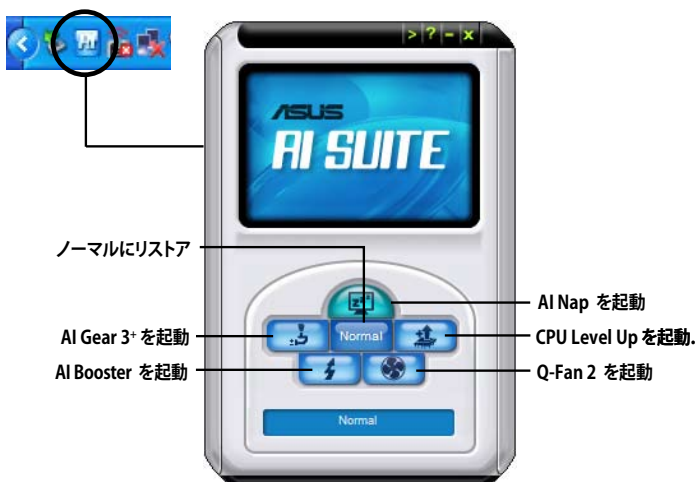 > ? - x
ASUS
AI SUITE
ノーマルにリストア
AI Nap を起動
AI Gear 3+ を起動
Normal
CPU Level Up を起動.
AI Booster を起動
Q-Fan 2 を起動
Normal